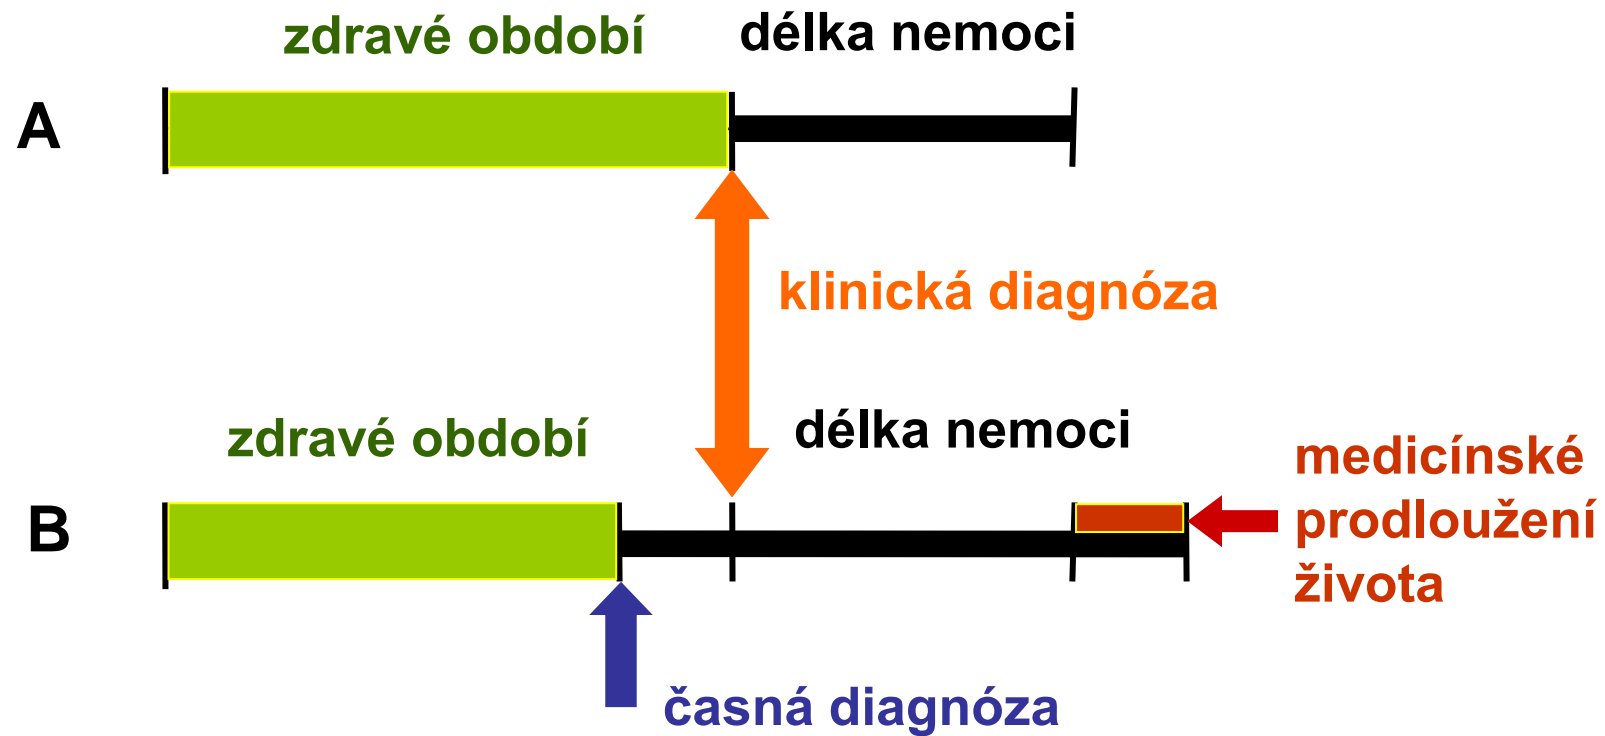 zdravé období
délka nemoci
A
klinická diagnóza
zdravé období
délka nemoci
B
medicínské
prodloužení
života
časná diagnóza